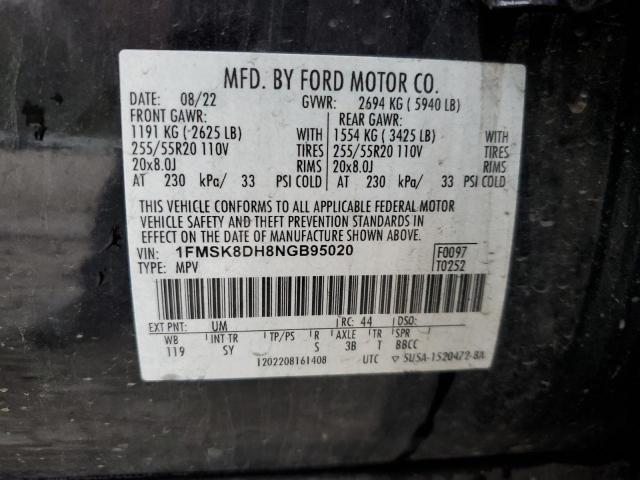 MFD. BY FORD MOTOR CO.
DATE: 08/22 GVWR: 2694 KG ( 5940 LB)
FRONT GAWR: REAR GAWR:
1191 KG ( 2625 LB) WITH 1554 KG ( 3425 LB) WITH
255/55R20 110V TIRES 255/55R20 110V TIRES
20x8.0J RIMS 20x8.0J RIMS
AT 230 kPa/ 33 PSI COLD AT 230 kPa/ 33 PSI COLD
THIS VEHICLE CONFORMS TO ALL APPLICABLE FEDERAL MOTOR
VEHICLE SAFETY AND THEFT PREVENTION STANDARDS IN
EFFECT ON THE DATE OF MANUFACTURE SHOWN ABOVE.
VIN: 1FMSK8DH8NGB95020 F0097
TYPE: MPV T0252
EXT PNT: UM RC: 44 DSO:
WB INT TR TP/PS R AXLE TR SPR
119 SY S 3B T BBCC
1202208161408 UTC ▽ 5USA-1520472-BA